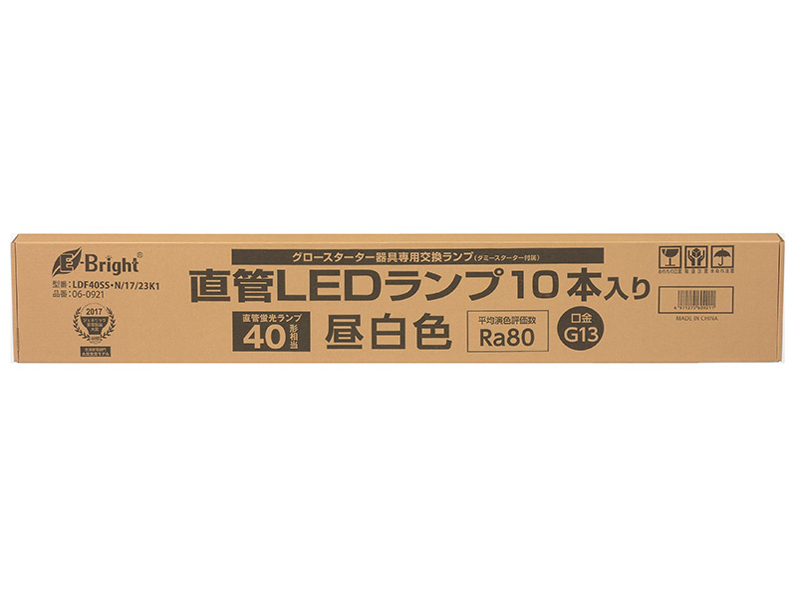 E-Bright®
型番：LDF40SS・N/17/23K1
品番：06-0921
2017
グロースターター器具専用交換ランプ(ダミースターター付属)
直管LEDランプ10本入り
直管蛍光ランプ
40形相当
昼白色
平均演色評価数
Ra80
口金
G13
MADE IN CHINA